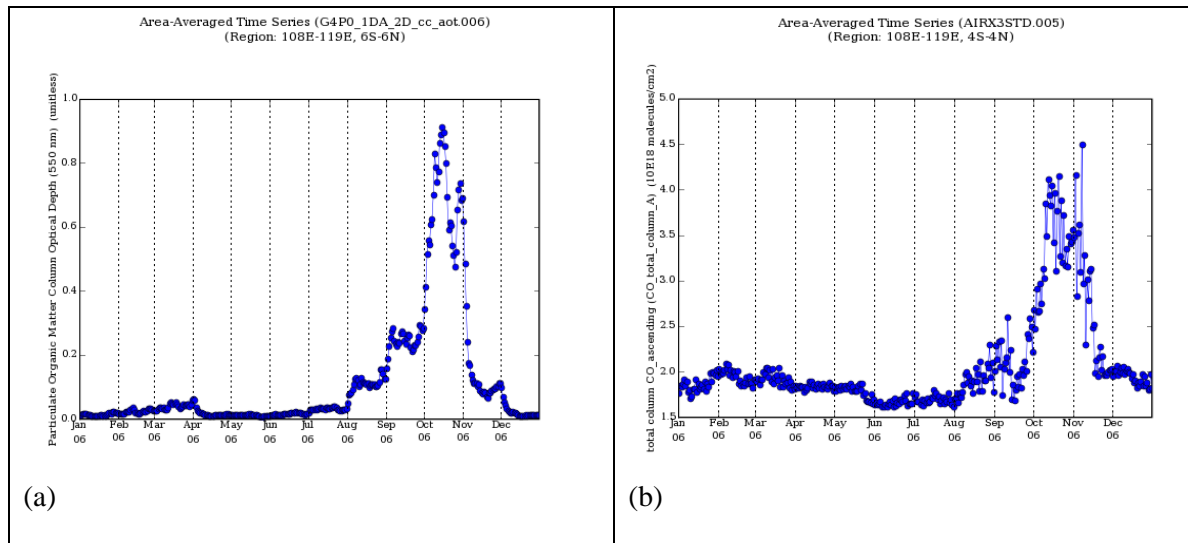 Area-Averaged Time Series (G4P0_1DA_2D_cc_aot.006)
(Region: 108E-119E, 6S-6N)
Particulate Organic Matter Column Optical Depth (550 nm) (unitless)
1.0
0.8
0.6
0.4
0.2
0.0
Jan Feb Mar Apr May Jun Jul Aug Sep Oct Nov Dec
06 06 06 06 06 06 06 06 06 06 06 06
(a)
Area-Averaged Time Series (AIRX3STD.005)
(Region: 108E-119E, 4S-4N)
total column CO_ascending (CO_total_column_A) (10E18 molecules/cm2)
5.0
4.5
4.0
3.5
3.0
2.5
2.0
1.5
Jan Feb Mar Apr May Jun Jul Aug Sep Oct Nov Dec
06 06 06 06 06 06 06 06 06 06 06 06
(b)